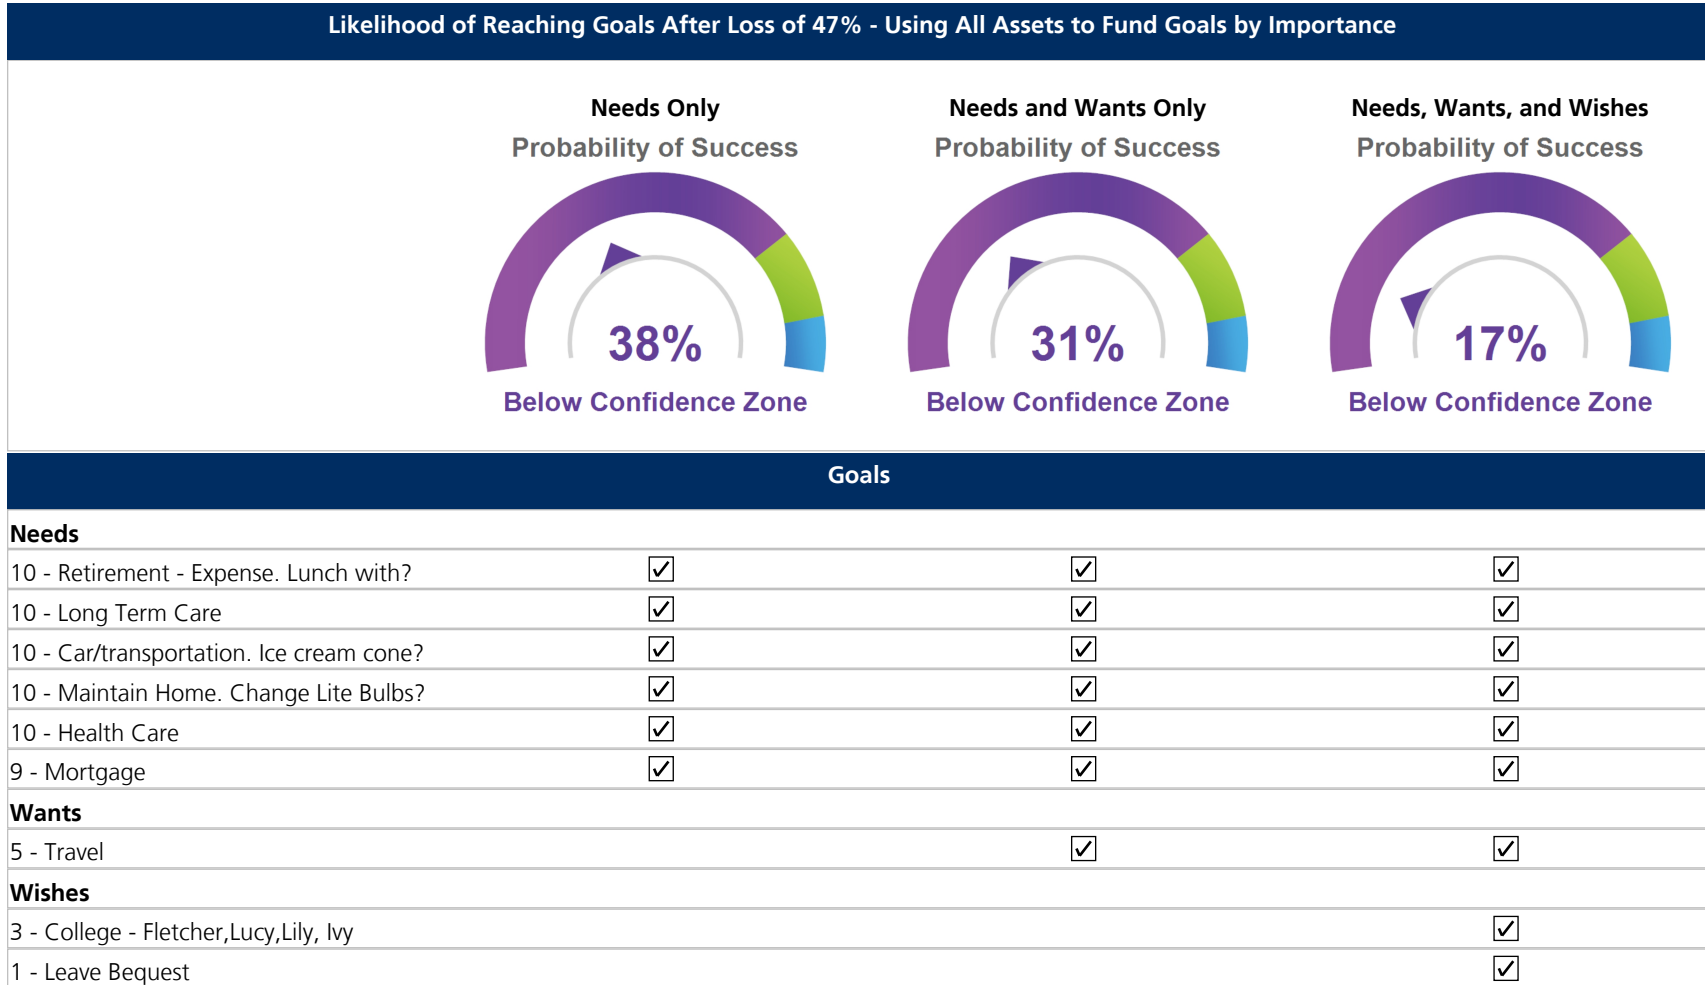 Likelihood of Reaching Goals After Loss of 47% - Using All Assets to Fund Goals by Importance
Needs Only
Needs and Wants Only
Needs, Wants, and Wishes
Probability of Success
Probability of Success
Probability of Success
38%
31%
17%
Below Confidence Zone
Below Confidence Zone
Below Confidence Zone
Goals
Needs
10 - Retirement - Expense. Lunch with?
10 - Long Term Care
10 - Car/transportation. Ice cream cone?
10 - Maintain Home. Change Lite Bulbs?
10 - Health Care
9 - Mortgage
Wants
5 - Travel
Wishes
3 - College - Fletcher,Lucy,Lily, Ivy
1 - Leave Bequest